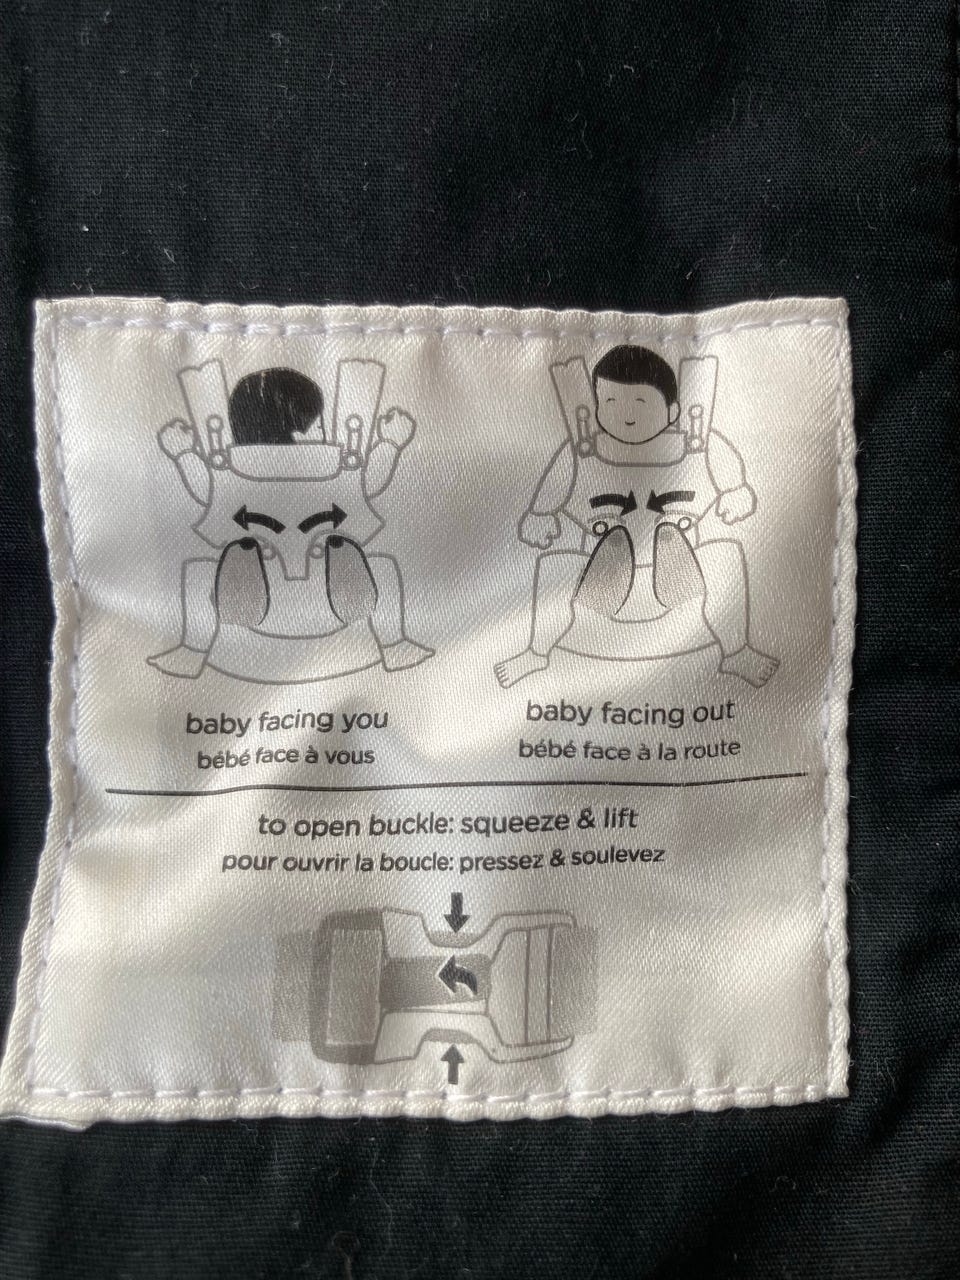 baby facing you
bébé face à vous
baby facing out
bébé face à la route
to open buckle: squeeze & lift
pour ouvrir la boucle: pressez & soulevez